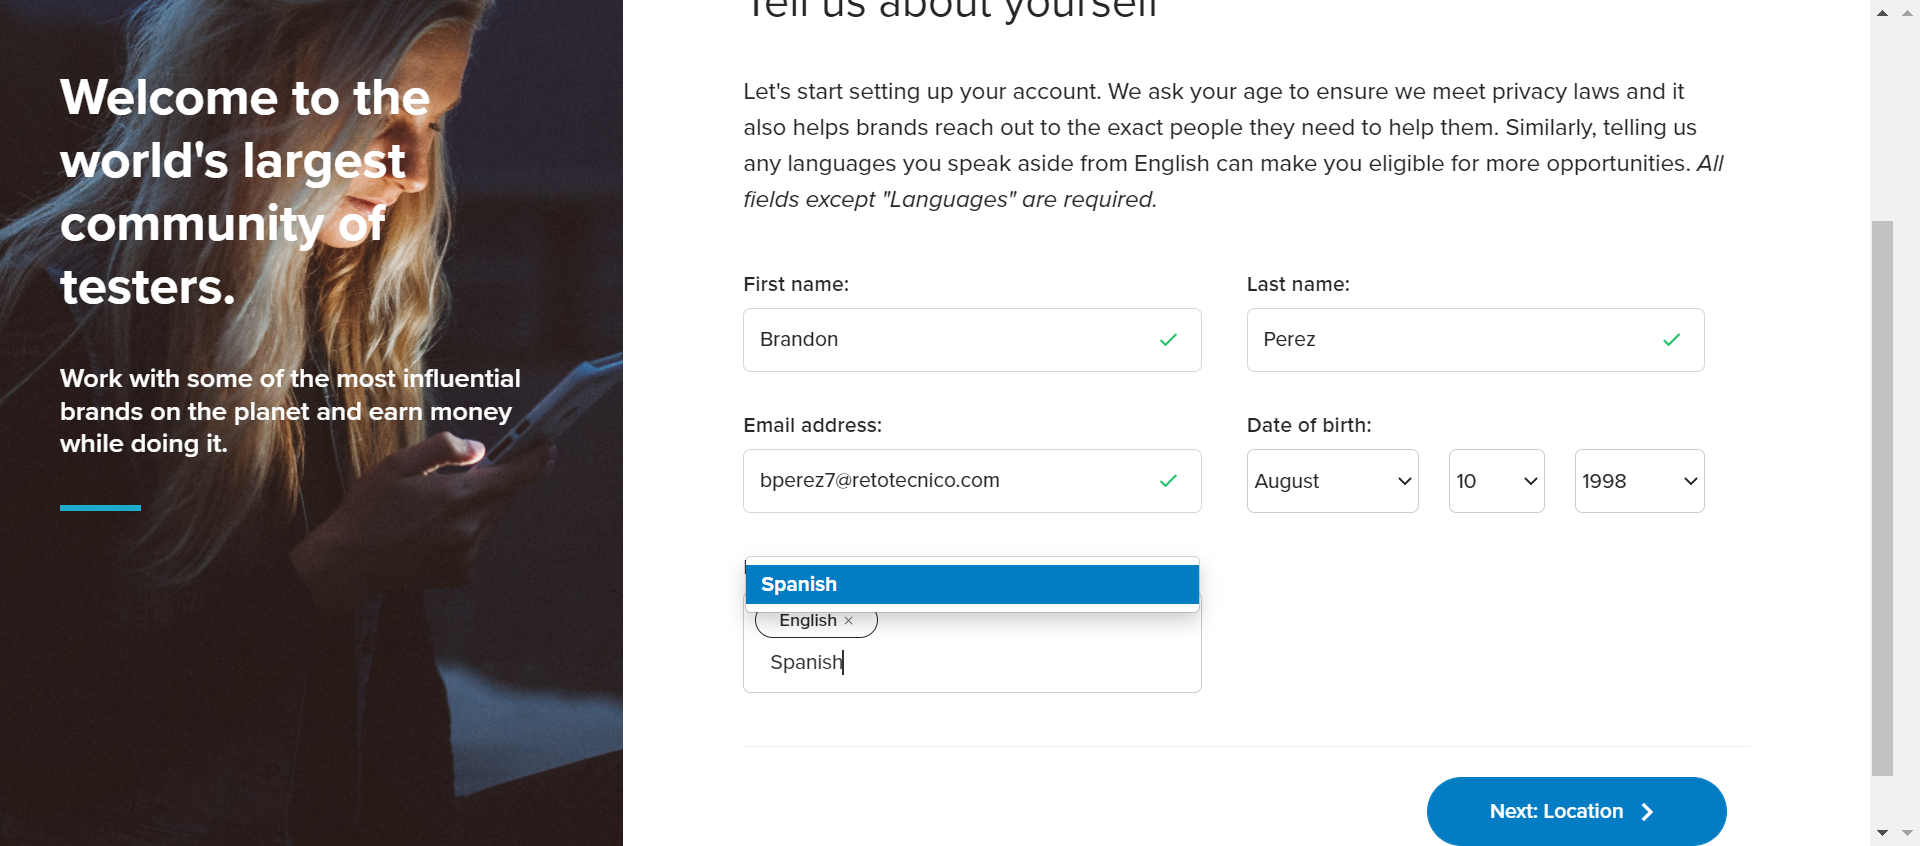 Welcome to the
world's largest
community of
testers.
Work with some of the most influential
brands on the planet and earn money
while doing it.
Tell us about yourself
Let's start setting up your account. We ask your age to ensure we meet privacy laws and it
also helps brands reach out to the exact people they need to help them. Similarly, telling us
any languages you speak aside from English can make you eligible for more opportunities. All
fields except "Languages" are required.
First name:
Last name:
Brandon
Perez
Email address:
Date of birth:
bperez7@retotecnico.com
August
10
1998
Spanish
English ×
Spanish
Next: Location